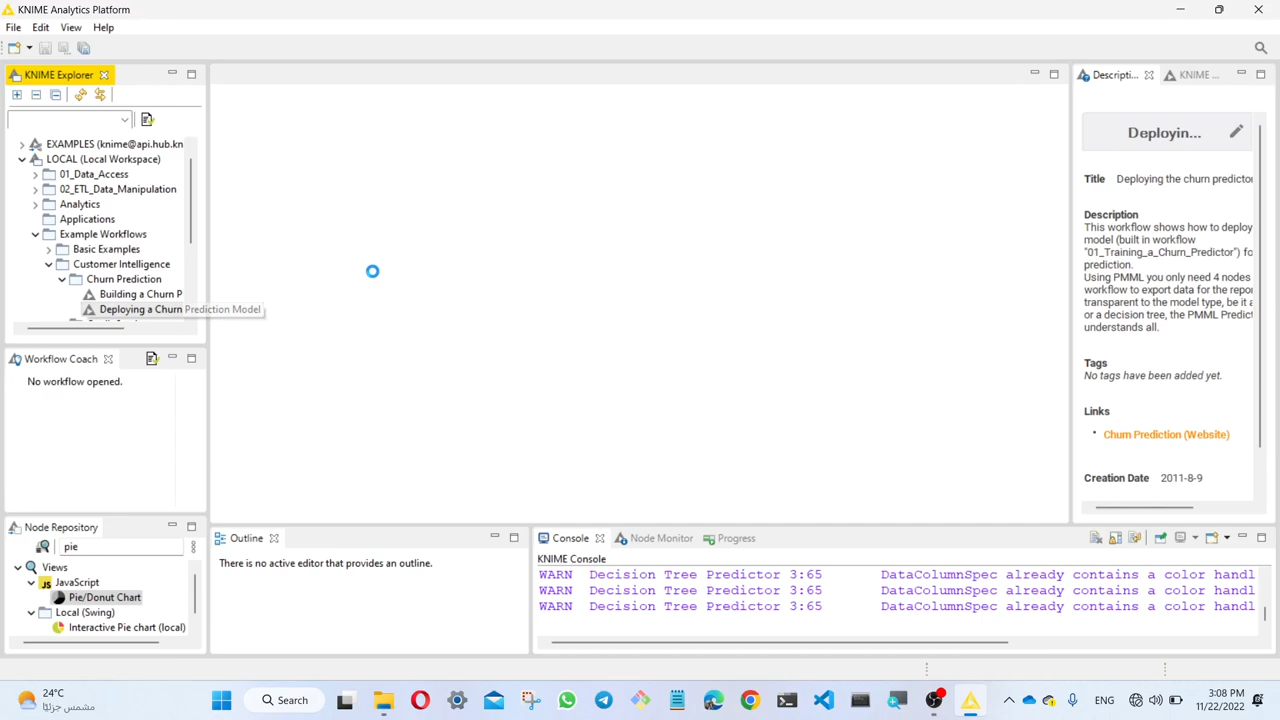 KNIME Analytics Platform
File Edit View Help
KNIME Explorer
EXAMPLES (knime@api.hub.kn
LOCAL (Local Workspace)
01_Data_Access
02_ETL_Data_Manipulation
Analytics
Applications
Example Workflows
Basic Examples
Customer Intelligence
Churn Prediction
Building a Churn P
Deploying a Churn Prediction Model
Workflow Coach
No workflow opened.
Node Repository
pie
Views
JS JavaScript
Pie/Donut Chart
Local (Swing)
Interactive Pie chart (local)
Outline
There is no active editor that provides an outline.
Console Node Monitor Progress
KNIME Console
WARN Decision Tree Predictor 3:65 DataColumnSpec already contains a color handl
WARN Decision Tree Predictor 3:65 DataColumnSpec already contains a color handl
WARN Decision Tree Predictor 3:65 DataColumnSpec already contains a color handl
Descripti... KNIME ...
Deployin...
Title Deploying the churn predictor
Description
This workflow shows how to deploy
model (built in workflow
"01_Training_a_Churn_Predictor") fo
prediction.
Using PMML you only need 4 nodes
workflow to export data for the repor
transparent to the model type, be it a
or a decision tree, the PMML Predict
understands all.
Tags
No tags have been added yet.
Links
• Churn Prediction (Website)
Creation Date 2011-8-9
24°C
مشمس جزئيًا
Search
ENG
3:08 PM
11/22/2022